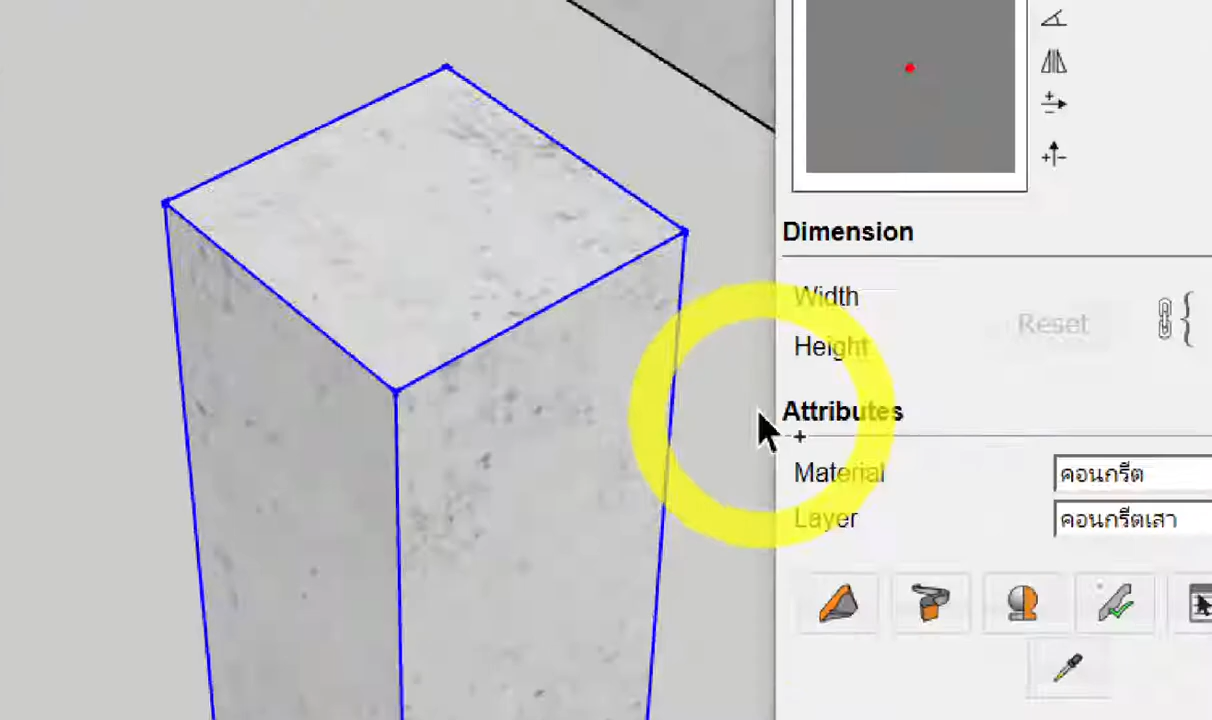 Dimension
Width
Reset
Height
Attributes
Material
คอนกรีต
Layer
คอนกรีตเสา